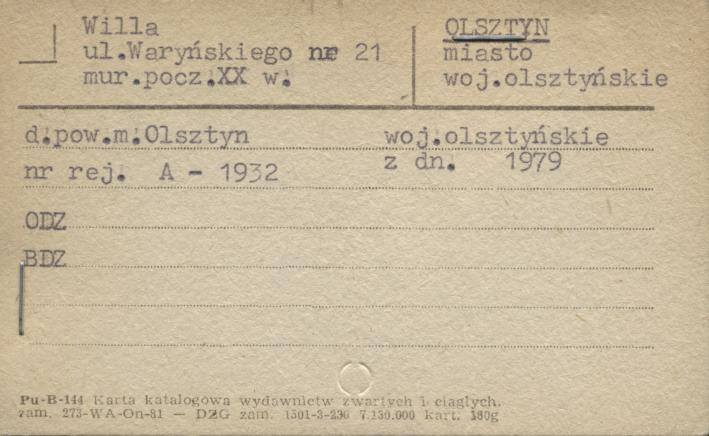 Willa
ul.Waryńskiego nr 21
mur.pocz.XX w.
OLSZTYN
miasto
woj.olsztyńskie
d.pow.m.Olsztyn
woj.olsztyńskie
nr rej. A - 1932
z dn. 1979
ODZ
BDZ
Pu-B-144 Karta katalogowa wydawnictw zwartych i ciągłych.
zam. 273-WA-On-81 — DZG zam. 1301-3-230 7.130.000 kart. 180g